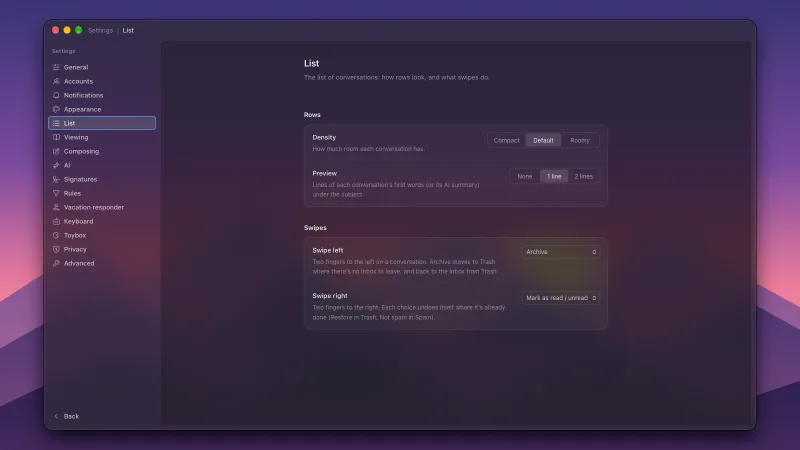 Settings | List
Settings
General
Accounts
Notifications
Appearance
List
Viewing
Composing
AI
Signatures
Rules
Vacation responder
Keyboard
Toybox
Privacy
Advanced
Back
List
The list of conversations: how rows look, and what swipes do.
Rows
Density
How much room each conversation has.
Compact Default Roomy
Preview
Lines of each conversation's first words (or its AI summary)
under the subject.
None 1 line 2 lines
Swipes
Swipe left
Two fingers to the left on a conversation. Archive moves to Trash
where there's no Inbox to leave, and back to the Inbox from Trash.
Archive
Swipe right
Two fingers to the right. Each choice undoes itself where it's already
done (Restore in Trash, Not spam in Spam).
Mark as read / unread